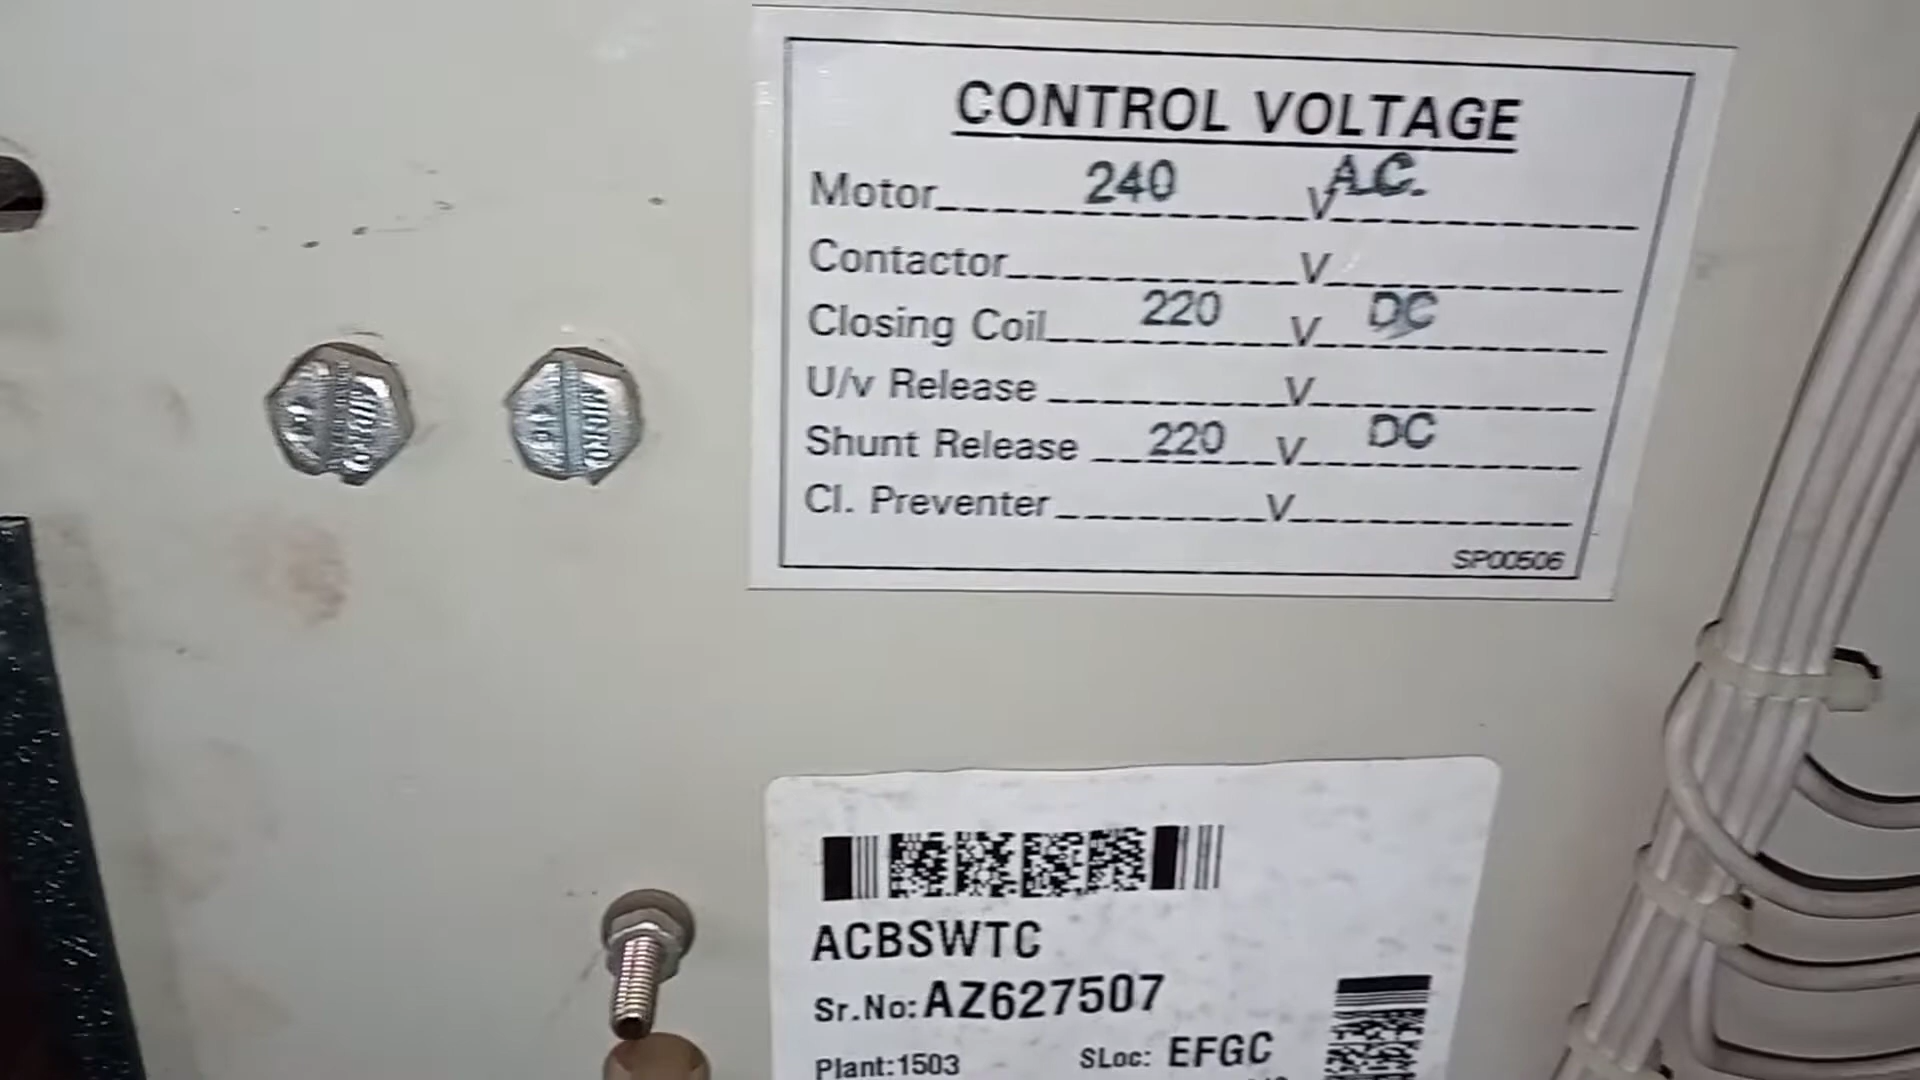 CONTROL VOLTAGE
Motor 240 V A.C.
Contactor V
Closing Coil 220 V DC
U/v Release V
Shunt Release 220 V DC
Cl. Preventer V
SP00506
ACBSWTC
Sr.No: AZ627507
Plant:1503 SLoc: EFGC